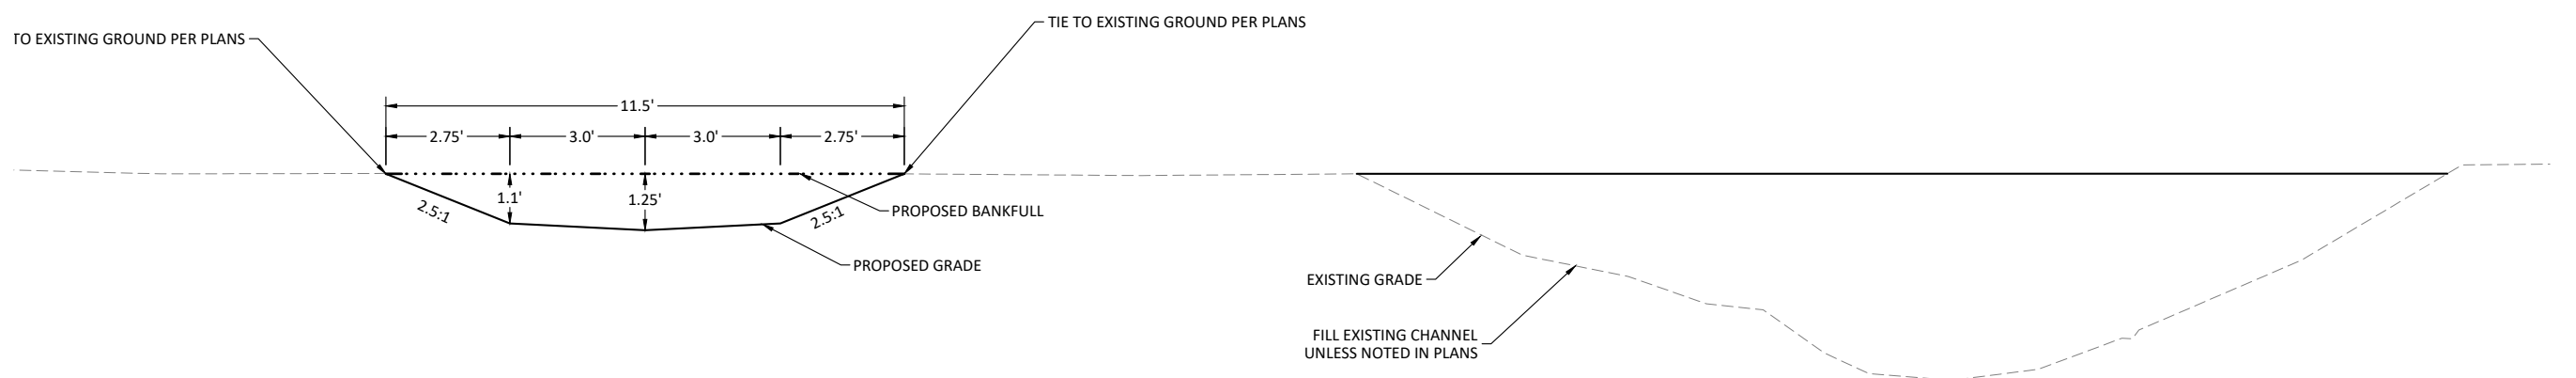 TIE TO EXISTING GROUND PER PLANS
TO EXISTING GROUND PER PLANS
11.5'
2.75'
3.0'
3.0'
2.75'
1.1'
1.25'
2.5:1
2.5:1
PROPOSED BANKFULL
PROPOSED GRADE
EXISTING GRADE
FILL EXISTING CHANNEL
UNLESS NOTED IN PLANS